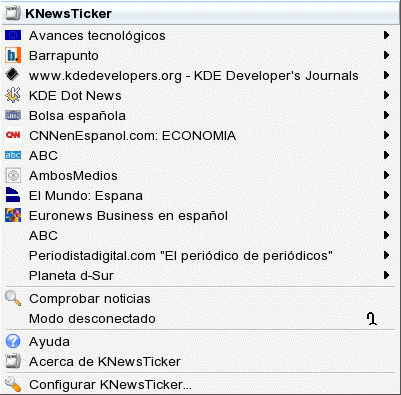 KNewsTicker
Avances tecnológicos
Barrapunto
www.kdedevelopers.org - KDE Developer's Journals
KDE Dot News
Bolsa española
CNN CNNenEspanol.com: ECONOMIA
abc ABC
AmbosMedios
El Mundo: Espana
Euronews Business en español
ABC
Periodistadigital.com "El periódico de periódicos"
Planeta d-Sur
Comprobar noticias
Modo desconectado
Ayuda
Acerca de KNewsTicker
Configurar KNewsTicker...